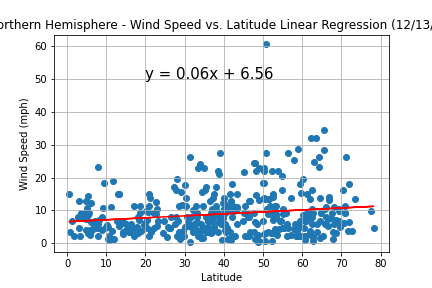 orthern Hemisphere - Wind Speed vs. Latitude Linear Regression (12/13/
60
50
40
30
20
10
0
Wind Speed (mph)
y = 0.06x + 6.56
0 10 20 30 40 50 60 70 80
Latitude